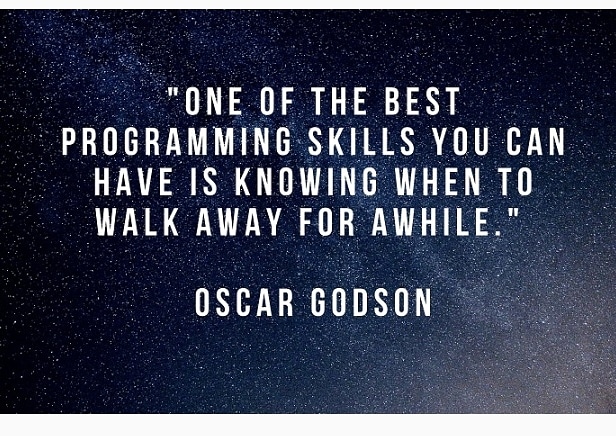 "ONE OF THE BEST
PROGRAMMING SKILLS YOU CAN
HAVE IS KNOWING WHEN TO
WALK AWAY FOR AWHILE."
OSCAR GODSON